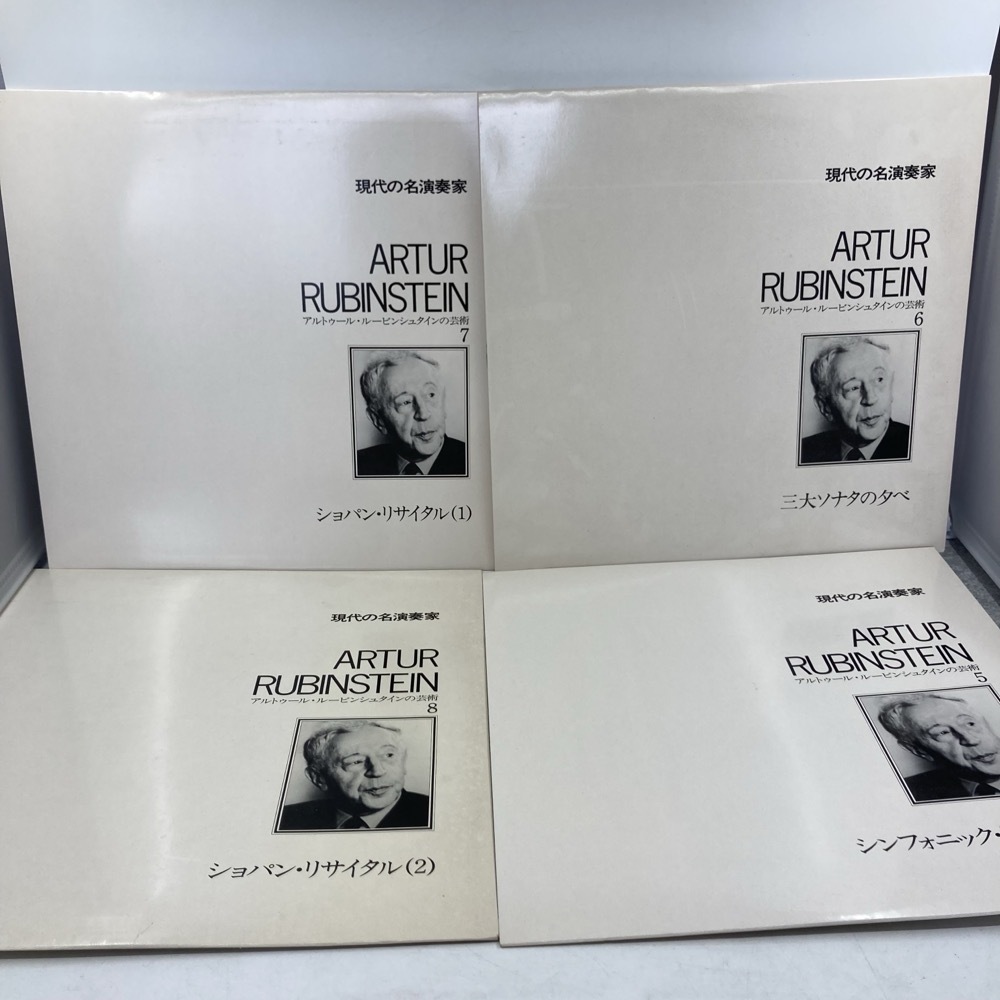 現代の名演奏家
ARTUR
RUBINSTEIN
アルトゥール・ルービンシュタインの芸術
7
ショパン・リサイタル(1)
現代の名演奏家
ARTUR
RUBINSTEIN
アルトゥール・ルービンシュタインの芸術
6
三大ソナタの夕べ
現代の名演奏家
ARTUR
RUBINSTEIN
アルトゥール・ルービンシュタインの芸術
8
ショパン・リサイタル(2)
現代の名演奏家
ARTUR
RUBINSTEIN
アルトゥール・ルービンシュタインの芸術
5
シンフォニック・